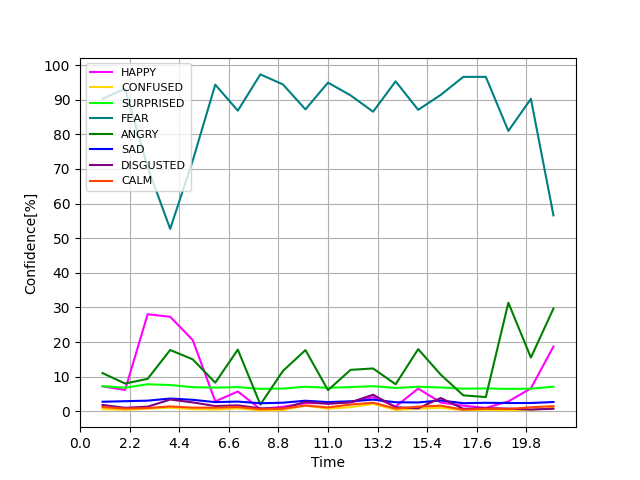 100
90
80
70
60
50
40
30
20
10
0
Confidence[%]
HAPPY
CONFUSED
SURPRISED
FEAR
ANGRY
SAD
DISGUSTED
CALM
0.0 2.2 4.4 6.6 8.8 11.0 13.2 15.4 17.6 19.8
Time